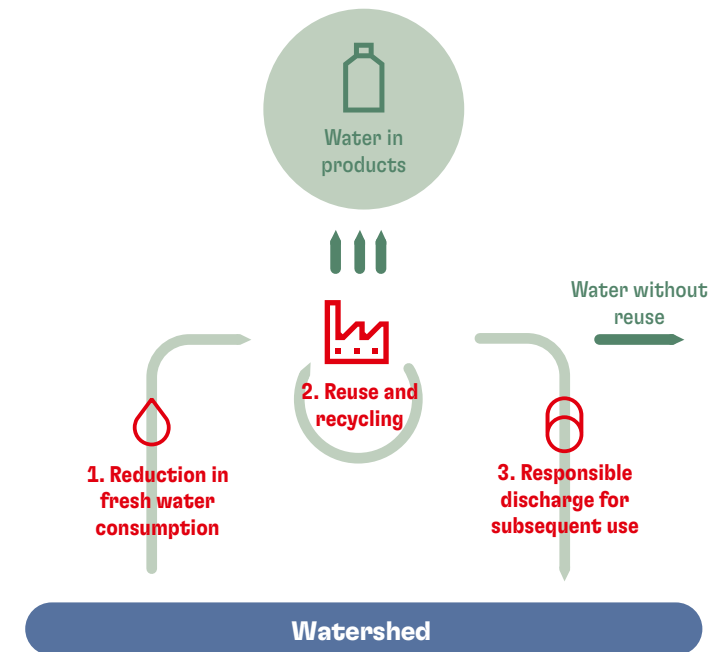 Water in
products
Water without
reuse
2. Reuse and
recycling
1. Reduction in
fresh water
consumption
3. Responsible
discharge for
subsequent use
Watershed